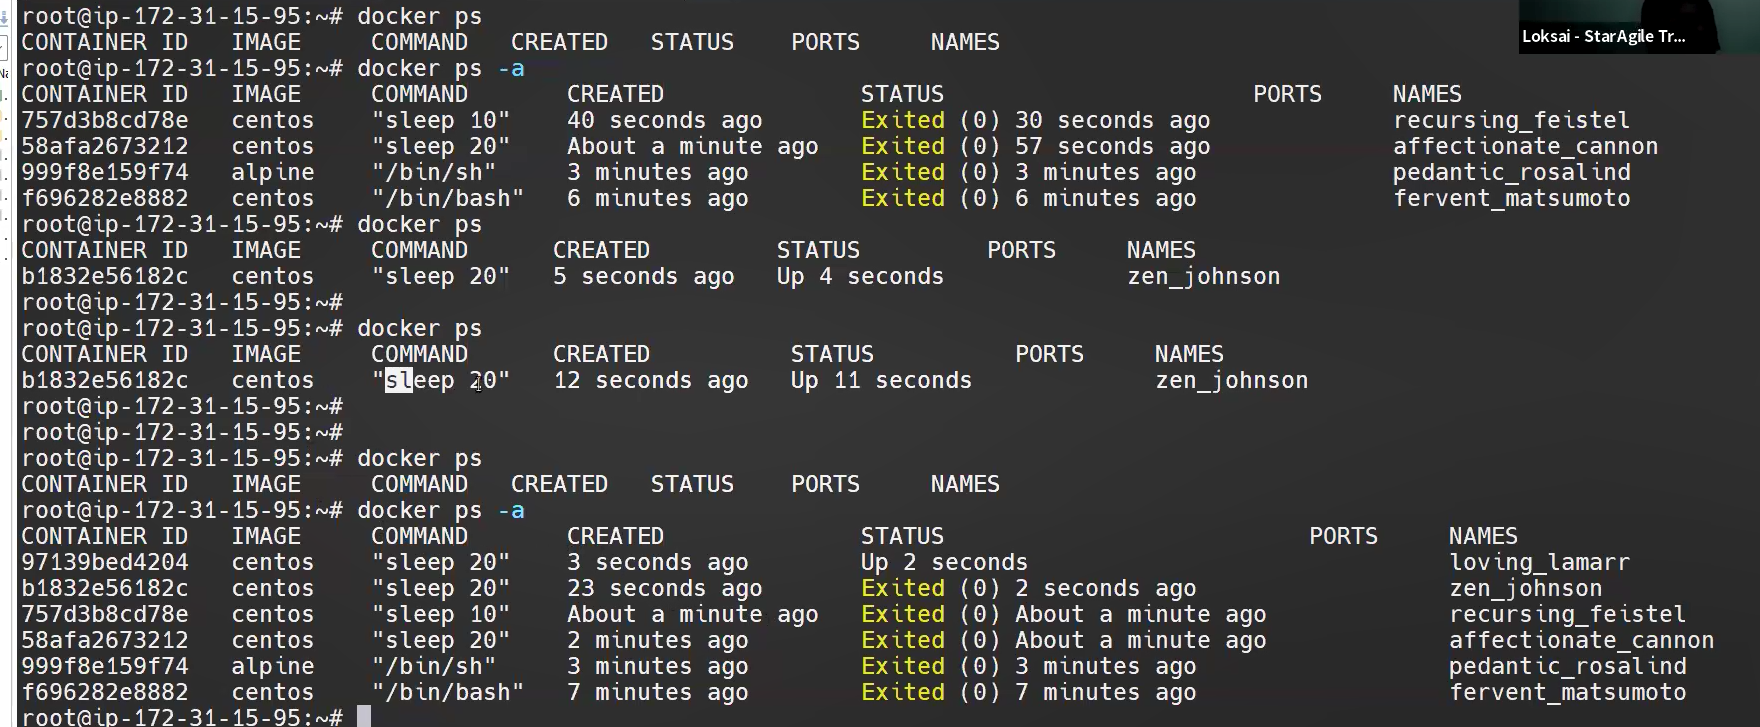 root@ip-172-31-15-95:~# docker ps
CONTAINER ID   IMAGE     COMMAND   CREATED   STATUS    PORTS     NAMES
Loksai - StarAgile Tr...
root@ip-172-31-15-95:~# docker ps -a
CONTAINER ID   IMAGE     COMMAND       CREATED              STATUS                      PORTS     NAMES
757d3b8cd78e   centos    "sleep 10"    40 seconds ago       Exited (0) 30 seconds ago             recursing_feistel
58afa2673212   centos    "sleep 20"    About a minute ago   Exited (0) 57 seconds ago             affectionate_cannon
999f8e159f74   alpine    "/bin/sh"     3 minutes ago        Exited (0) 3 minutes ago              pedantic_rosalind
f696282e8882   centos    "/bin/bash"   6 minutes ago        Exited (0) 6 minutes ago              fervent_matsumoto
root@ip-172-31-15-95:~# docker ps
CONTAINER ID   IMAGE     COMMAND      CREATED         STATUS         PORTS     NAMES
b1832e56182c   centos    "sleep 20"   5 seconds ago   Up 4 seconds             zen_johnson
root@ip-172-31-15-95:~#
root@ip-172-31-15-95:~# docker ps
CONTAINER ID   IMAGE     COMMAND      CREATED          STATUS          PORTS     NAMES
b1832e56182c   centos    "sleep 20"   12 seconds ago   Up 11 seconds             zen_johnson
root@ip-172-31-15-95:~#
root@ip-172-31-15-95:~#
root@ip-172-31-15-95:~# docker ps
CONTAINER ID   IMAGE     COMMAND   CREATED   STATUS    PORTS     NAMES
root@ip-172-31-15-95:~# docker ps -a
CONTAINER ID   IMAGE     COMMAND       CREATED              STATUS                          PORTS     NAMES
97139bed4204   centos    "sleep 20"    3 seconds ago        Up 2 seconds                              loving_lamarr
b1832e56182c   centos    "sleep 20"    23 seconds ago       Exited (0) 2 seconds ago                  zen_johnson
757d3b8cd78e   centos    "sleep 10"    About a minute ago   Exited (0) About a minute ago             recursing_feistel
58afa2673212   centos    "sleep 20"    2 minutes ago        Exited (0) About a minute ago             affectionate_cannon
999f8e159f74   alpine    "/bin/sh"     3 minutes ago        Exited (0) 3 minutes ago                  pedantic_rosalind
f696282e8882   centos    "/bin/bash"   7 minutes ago        Exited (0) 7 minutes ago                  fervent_matsumoto
root@ip-172-31-15-95:~#